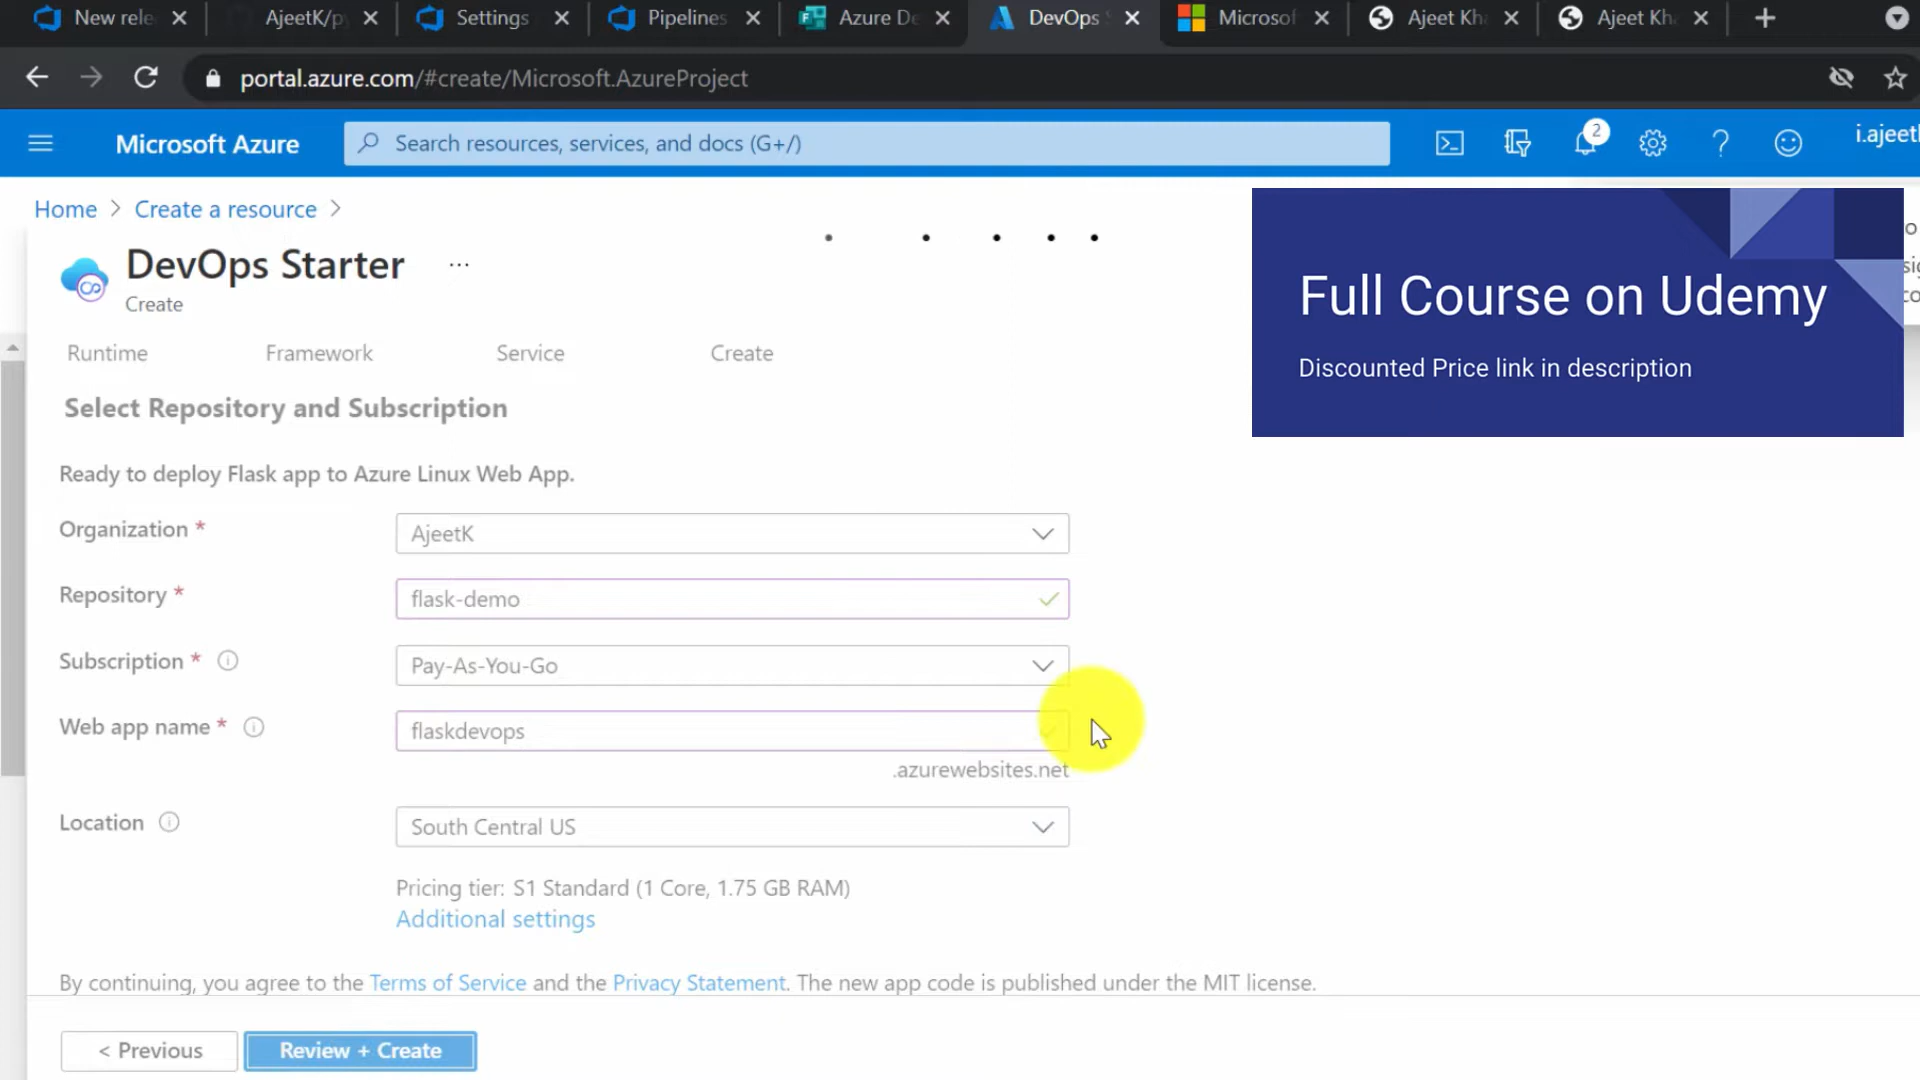 New rele
AjeetK/py
Settings
Pipelines
Azure De
DevOps S
Microsof
Ajeet Kha
Ajeet Kha
portal.azure.com/#create/Microsoft.AzureProject
Microsoft Azure
Search resources, services, and docs (G+/)
2
i.ajeetk
Home > Create a resource >
DevOps Starter ...
Create
Full Course on Udemy
Discounted Price link in description
Runtime Framework Service Create
Select Repository and Subscription
Ready to deploy Flask app to Azure Linux Web App.
Organization * AjeetK
Repository * flask-demo
Subscription * Pay-As-You-Go
Web app name * flaskdevops
.azurewebsites.net
Location South Central US
Pricing tier: S1 Standard (1 Core, 1.75 GB RAM)
Additional settings
By continuing, you agree to the Terms of Service and the Privacy Statement. The new app code is published under the MIT license.
< Previous
Review + Create